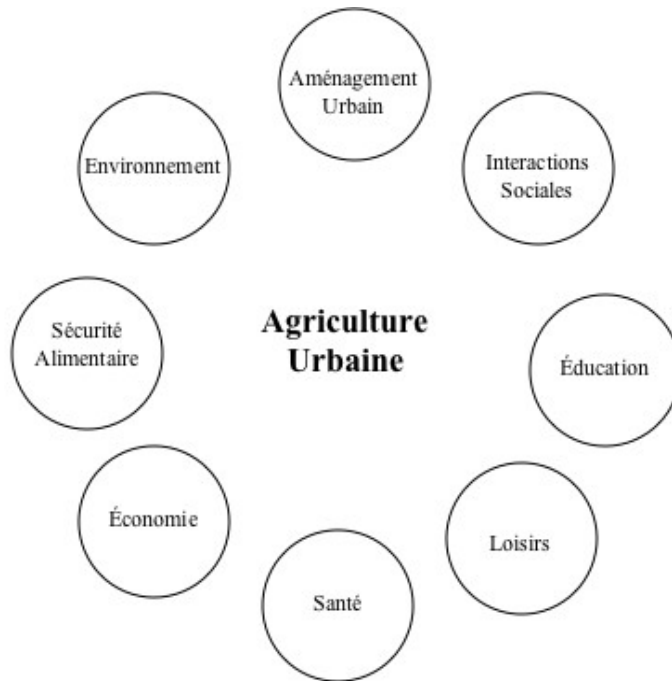 Aménagement
Urbain
Environnement
Interactions
Sociales
Agriculture
Urbaine
Sécurité
Alimentaire
Éducation
Économie
Loisirs
Santé